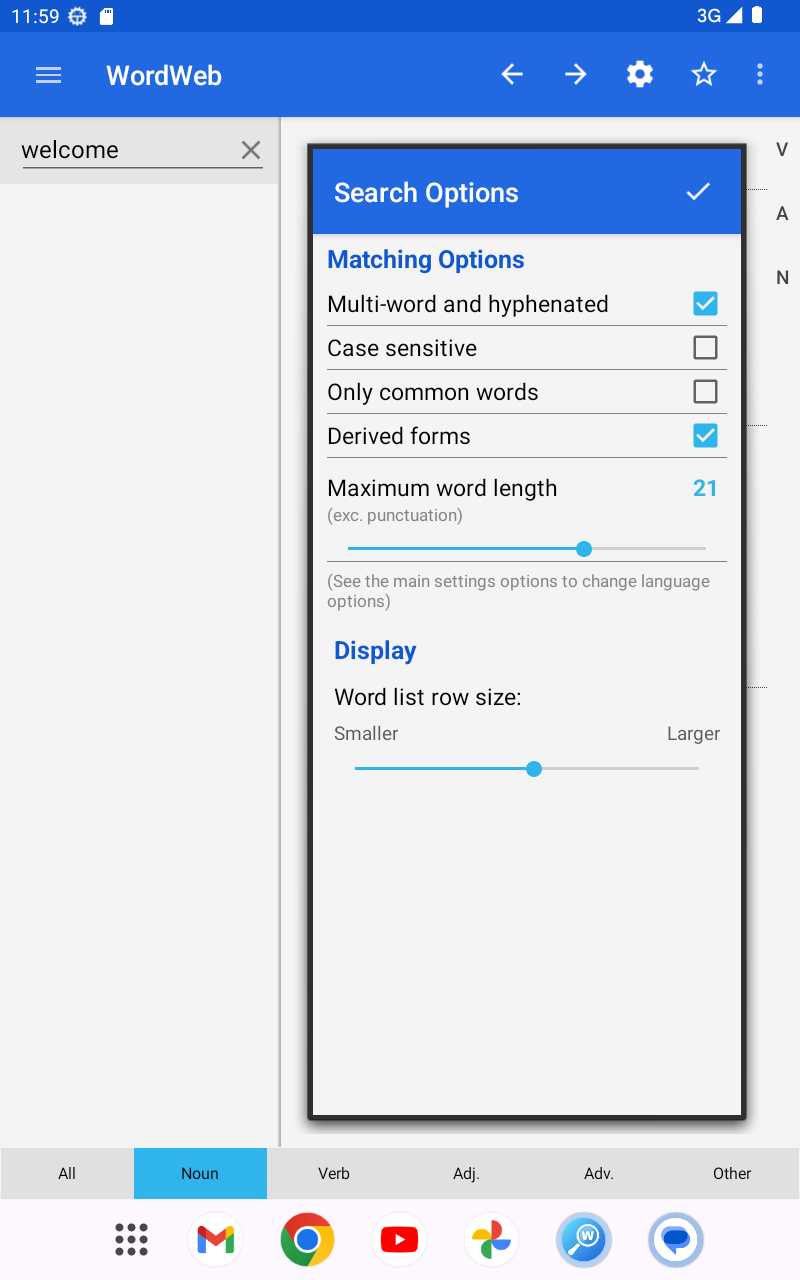 11:59
3G
WordWeb
welcome
V
A
N
Search Options
Matching Options
Multi-word and hyphenated
Case sensitive
Only common words
Derived forms
Maximum word length 21
(exc. punctuation)
(See the main settings options to change language
options)
Display
Word list row size:
Smaller Larger
All Noun Verb Adj. Adv. Other
W